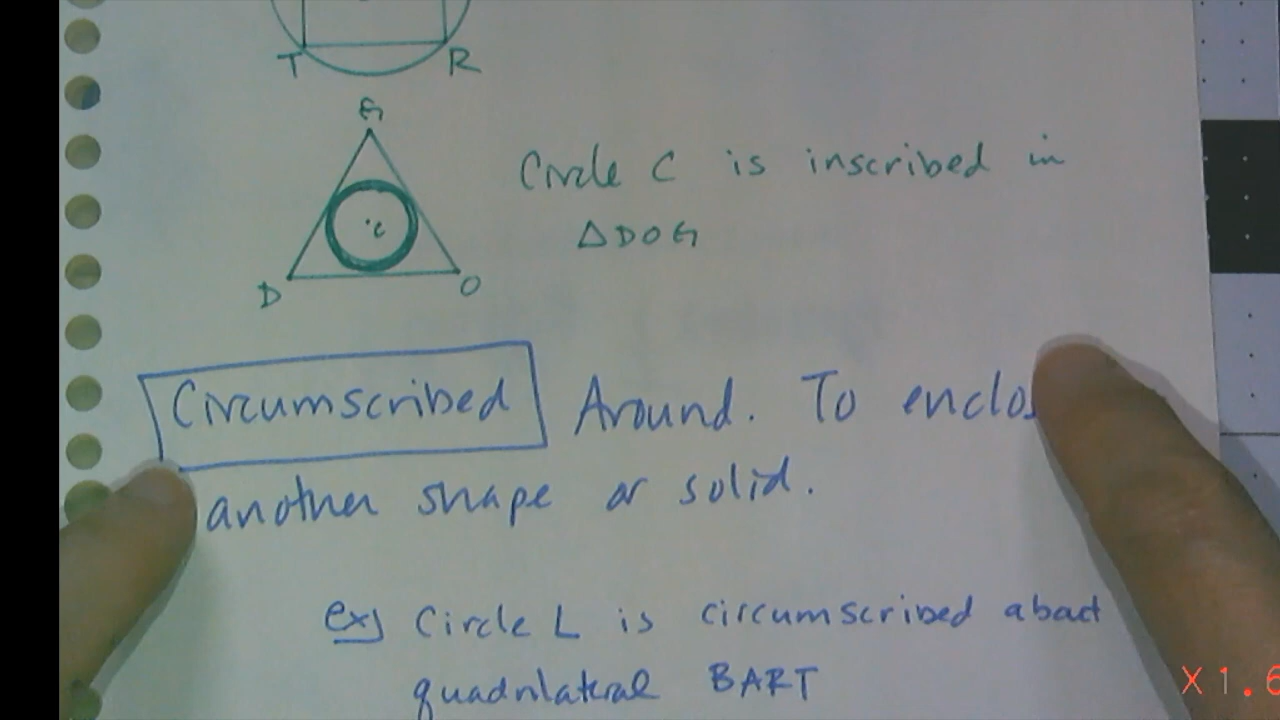 T R
G
Circle C is inscribed in
C
△DOG
D O
Circumscribed Around. To enclos
another shape or solid.
ex) Circle L is circumscribed about
quadrilateral BART
X1.6